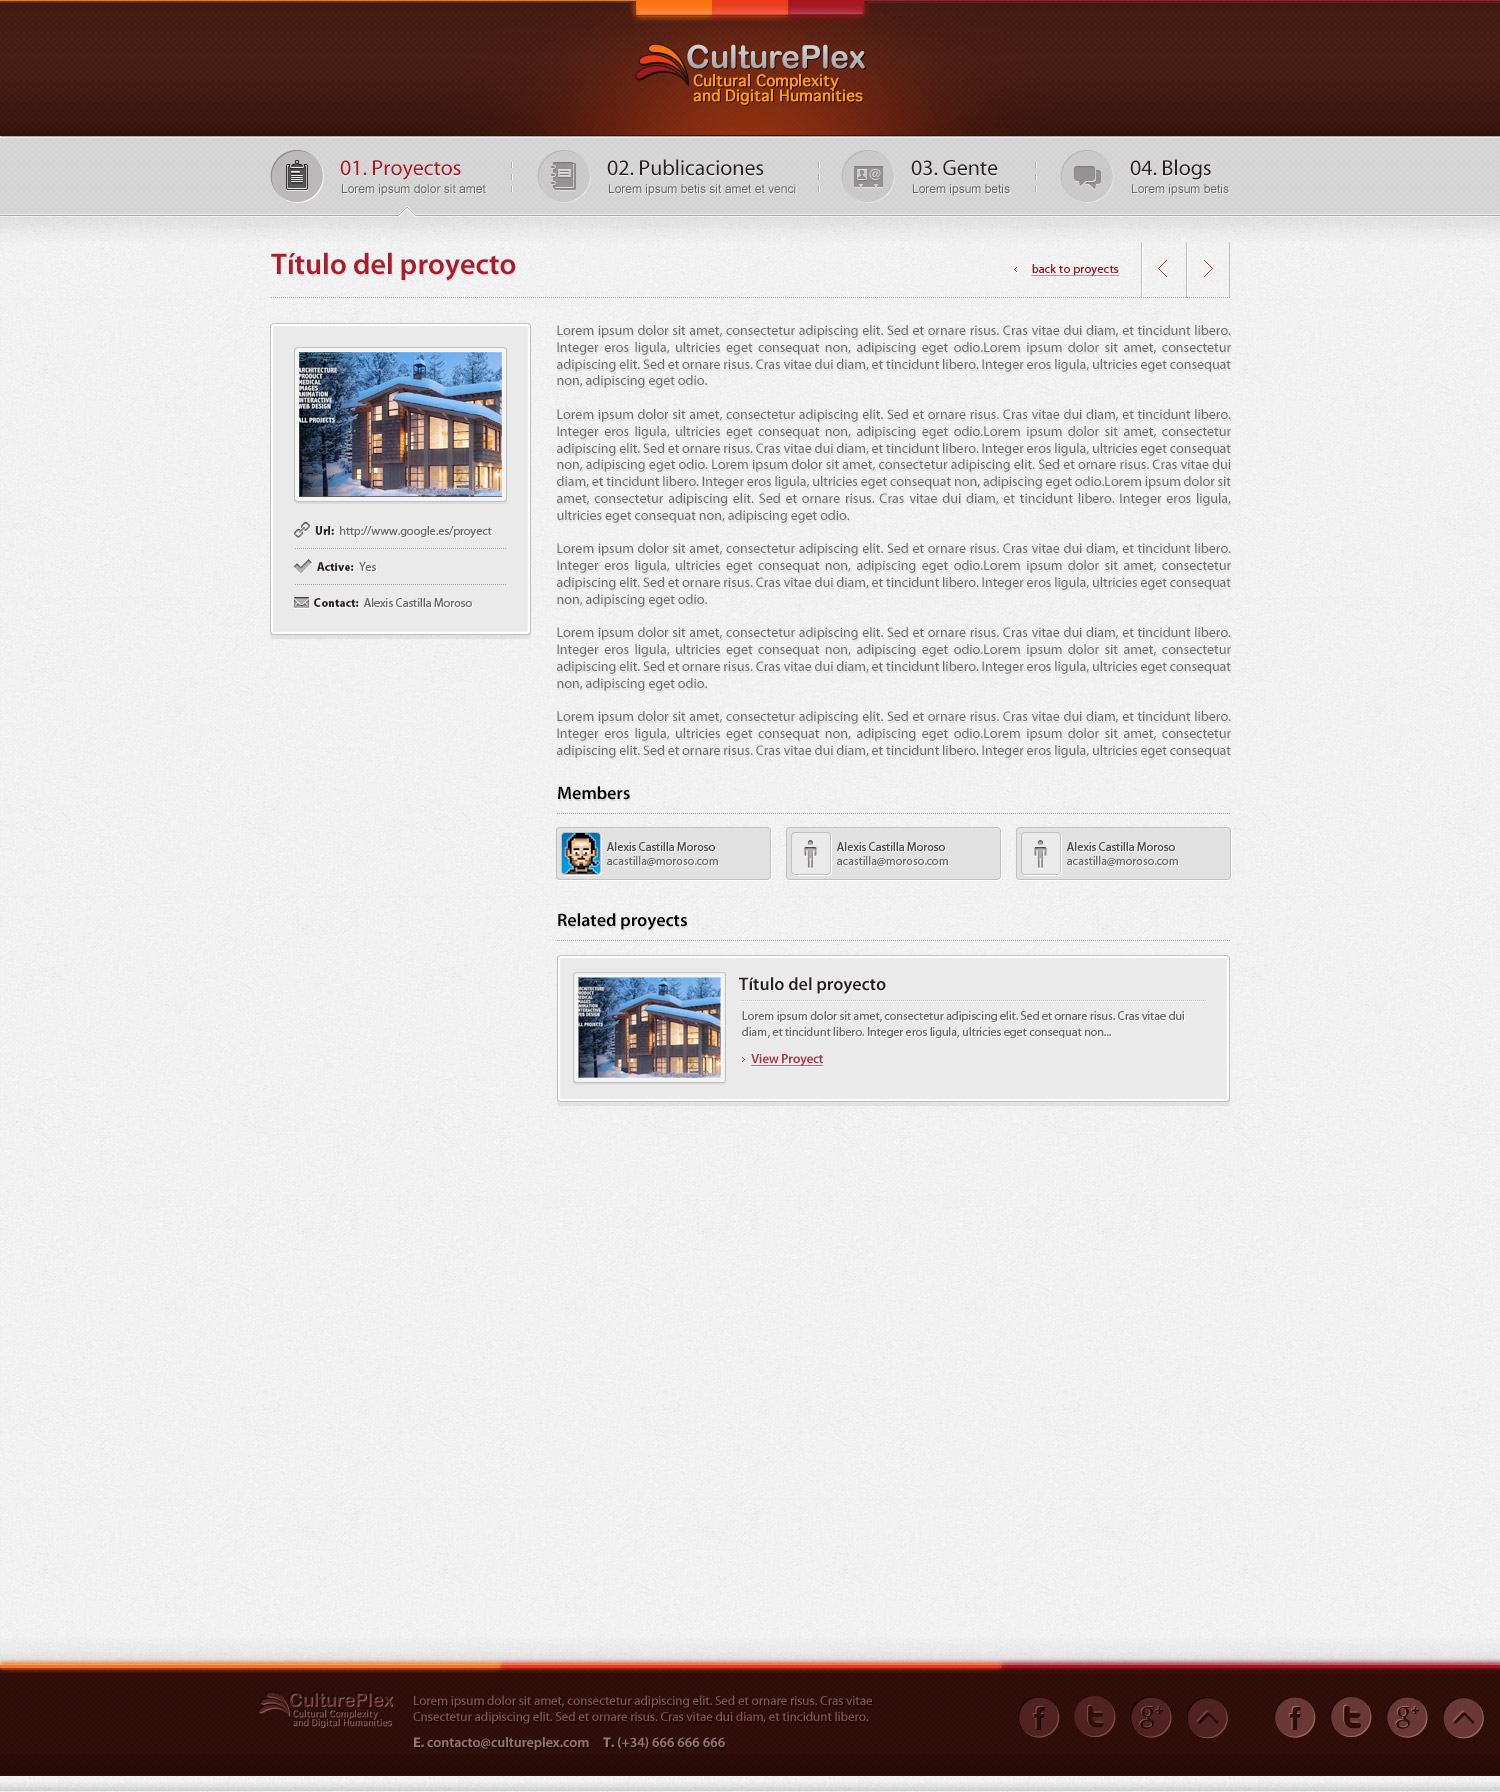 CulturePlex
Cultural Complexity
and Digital Humanities
01. Proyectos
Lorem ipsum dolor sit amet
02. Publicaciones
Lorem ipsum betis sit amet et venci
03. Gente
Lorem ipsum betis
04. Blogs
Lorem ipsum betis
Título del proyecto
back to proyects
ARCHITECTURE
PRODUCT
MEDICAL
IMAGES
ANIMATION
INTERACTIVE
WEB DESIGN
ALL PROJECTS
Url: http://www.google.es/proyect
Active: Yes
Contact: Alexis Castilla Moroso
Lorem ipsum dolor sit amet, consectetur adipiscing elit. Sed et ornare risus. Cras vitae dui diam, et tincidunt libero.
Integer eros ligula, ultricies eget consequat non, adipiscing eget odio.Lorem ipsum dolor sit amet, consectetur
adipiscing elit. Sed et ornare risus. Cras vitae dui diam, et tincidunt libero. Integer eros ligula, ultricies eget consequat
non, adipiscing eget odio.
Lorem ipsum dolor sit amet, consectetur adipiscing elit. Sed et ornare risus. Cras vitae dui diam, et tincidunt libero.
Integer eros ligula, ultricies eget consequat non, adipiscing eget odio.Lorem ipsum dolor sit amet, consectetur
adipiscing elit. Sed et ornare risus. Cras vitae dui diam, et tincidunt libero. Integer eros ligula, ultricies eget consequat
non, adipiscing eget odio. Lorem ipsum dolor sit amet, consectetur adipiscing elit. Sed et ornare risus. Cras vitae dui
diam, et tincidunt libero. Integer eros ligula, ultricies eget consequat non, adipiscing eget odio.Lorem ipsum dolor sit
amet, consectetur adipiscing elit. Sed et ornare risus. Cras vitae dui diam, et tincidunt libero. Integer eros ligula,
ultricies eget consequat non, adipiscing eget odio.
Lorem ipsum dolor sit amet, consectetur adipiscing elit. Sed et ornare risus. Cras vitae dui diam, et tincidunt libero.
Integer eros ligula, ultricies eget consequat non, adipiscing eget odio.Lorem ipsum dolor sit amet, consectetur
adipiscing elit. Sed et ornare risus. Cras vitae dui diam, et tincidunt libero. Integer eros ligula, ultricies eget consequat
non, adipiscing eget odio.
Lorem ipsum dolor sit amet, consectetur adipiscing elit. Sed et ornare risus. Cras vitae dui diam, et tincidunt libero.
Integer eros ligula, ultricies eget consequat non, adipiscing eget odio.Lorem ipsum dolor sit amet, consectetur
adipiscing elit. Sed et ornare risus. Cras vitae dui diam, et tincidunt libero. Integer eros ligula, ultricies eget consequat
non, adipiscing eget odio.
Lorem ipsum dolor sit amet, consectetur adipiscing elit. Sed et ornare risus. Cras vitae dui diam, et tincidunt libero.
Integer eros ligula, ultricies eget consequat non, adipiscing eget odio.Lorem ipsum dolor sit amet, consectetur
adipiscing elit. Sed et ornare risus. Cras vitae dui diam, et tincidunt libero. Integer eros ligula, ultricies eget consequat
Members
Alexis Castilla Moroso
acastilla@moroso.com
Alexis Castilla Moroso
acastilla@moroso.com
Alexis Castilla Moroso
acastilla@moroso.com
Related proyects
Título del proyecto
Lorem ipsum dolor sit amet, consectetur adipiscing elit. Sed et ornare risus. Cras vitae dui
diam, et tincidunt libero. Integer eros ligula, ultricies eget consequat non...
View Proyect
CulturePlex
Cultural Complexity
and Digital Humanities
Lorem ipsum dolor sit amet, consectetur adipiscing elit. Sed et ornare risus. Cras vitae
Cnsectetur adipiscing elit. Sed et ornare risus. Cras vitae dui diam, et tincidunt libero.
E. contacto@cultureplex.com T. (+34) 666 666 666